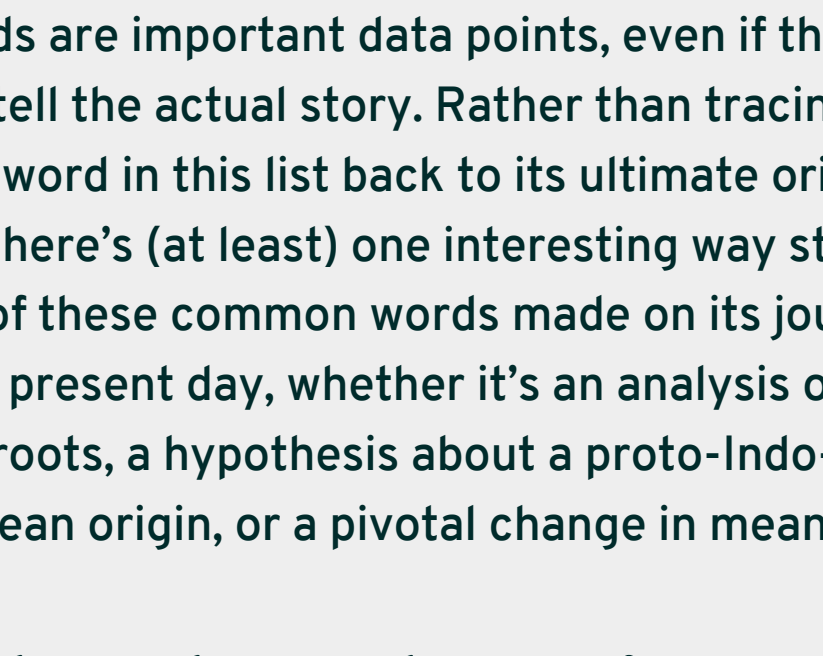 ds are important data points, even if th
tell the actual story. Rather than tracin
word in this list back to its ultimate ori
here’s (at least) one interesting way st
of these common words made on its jou
present day, whether it’s an analysis o
roots, a hypothesis about a proto-Indo-
ean origin, or a pivotal change in mean